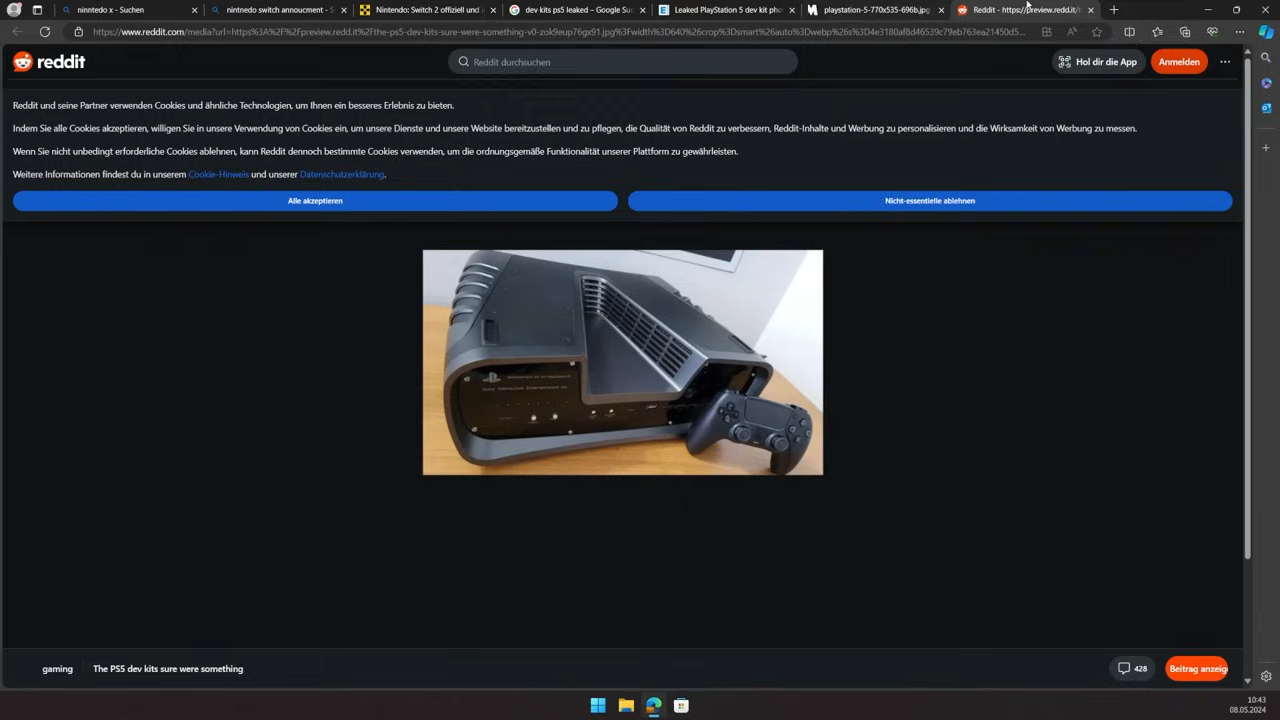 nintedo x - Suchen
nintnedo switch annoucment - S
Nintendo: Switch 2 offiziell und i
dev kits ps5 leaked – Google Suc
Leaked PlayStation 5 dev kit pho
playstation-5-770x535-696b.jpg
Reddit - https://preview.redd.it/t
https://www.reddit.com/media?url=https%3A%2F%2Fpreview.redd.it%2Fthe-ps5-dev-kits-sure-were-something-v0-zok9eup76gx91.jpg%3Fwidth%3D640%26crop%3Dsmart%26auto%3Dwebp%26s%3D4e3180af8d46539c79eb763ea21450d5...
reddit
Reddit durchsuchen
Hol dir die App
Anmelden
Reddit und seine Partner verwenden Cookies und ähnliche Technologien, um Ihnen ein besseres Erlebnis zu bieten.
Indem Sie alle Cookies akzeptieren, willigen Sie in unsere Verwendung von Cookies ein, um unsere Dienste und unsere Website bereitzustellen und zu pflegen, die Qualität von Reddit zu verbessern, Reddit-Inhalte und Werbung zu personalisieren und die Wirksamkeit von Werbung zu messen.
Wenn Sie nicht unbedingt erforderliche Cookies ablehnen, kann Reddit dennoch bestimmte Cookies verwenden, um die ordnungsgemäße Funktionalität unserer Plattform zu gewährleisten.
Weitere Informationen findest du in unserem Cookie-Hinweis und unserer Datenschutzerklärung.
Alle akzeptieren
Nicht-essentielle ablehnen
Sony Interactive Entertainment
gaming
The PS5 dev kits sure were something
428
Beitrag anzeig
10:43
08.05.2024